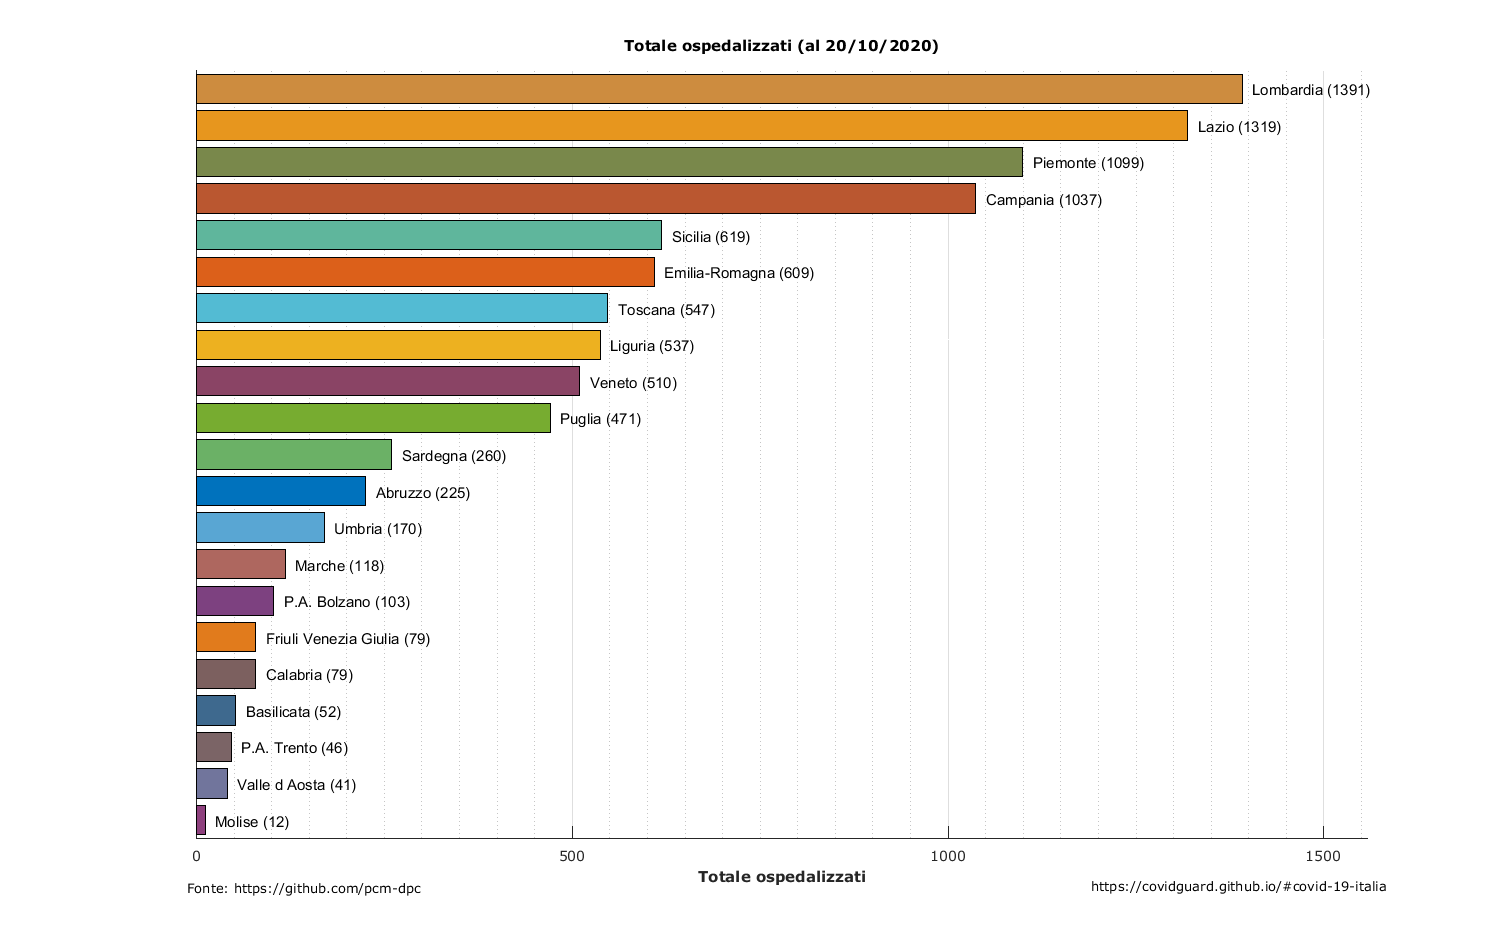 Totale ospedalizzati (al 20/10/2020)
Lombardia (1391)
Lazio (1319)
Piemonte (1099)
Campania (1037)
Sicilia (619)
Emilia-Romagna (609)
Toscana (547)
Liguria (537)
Veneto (510)
Puglia (471)
Sardegna (260)
Abruzzo (225)
Umbria (170)
Marche (118)
P.A. Bolzano (103)
Friuli Venezia Giulia (79)
Calabria (79)
Basilicata (52)
P.A. Trento (46)
Valle d Aosta (41)
Molise (12)
0 500 1000 1500
Totale ospedalizzati
Fonte: https://github.com/pcm-dpc
https://covidguard.github.io/#covid-19-italia